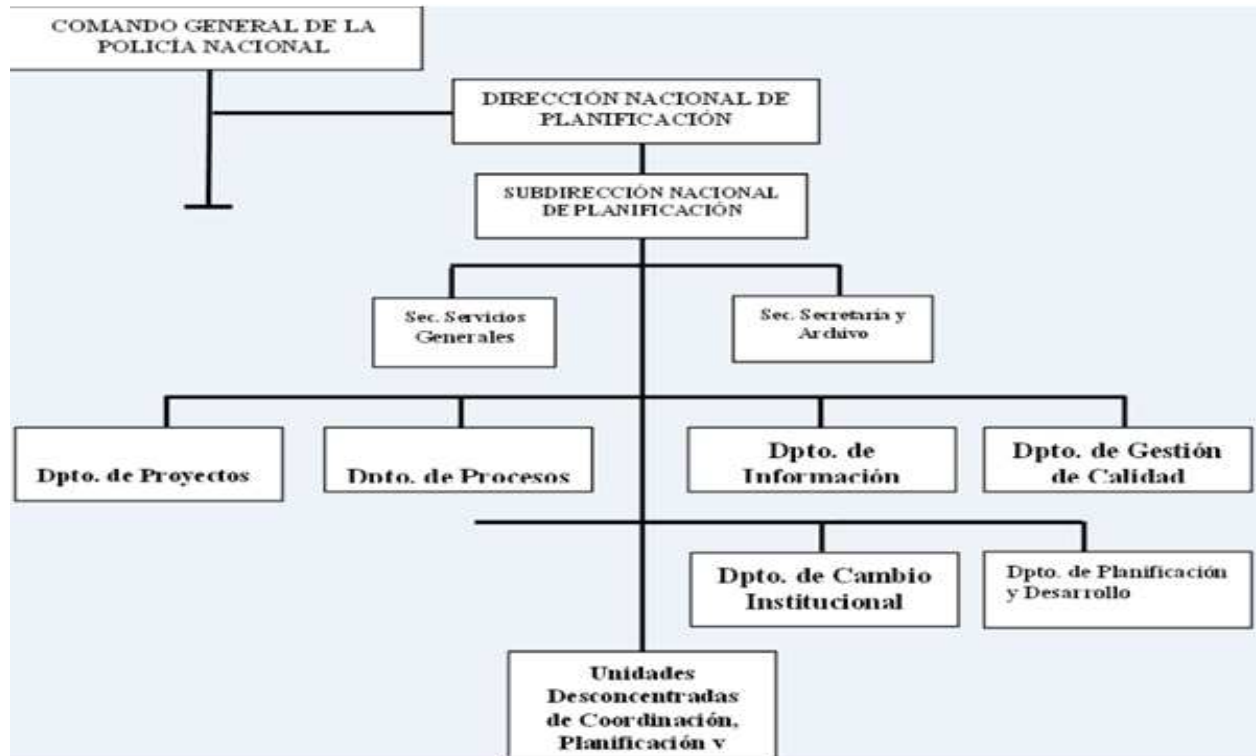 COMANDO GENERAL DE LA
POLICÍA NACIONAL
DIRECCIÓN NACIONAL DE
PLANIFICACIÓN
SUBDIRECCIÓN NACIONAL
DE PLANIFICACIÓN
Sec. Servicios
Generales
Sec. Secretaria y
Archivo
Dpto. de Proyectos
Dpto. de Procesos
Dpto. de
Información
Dpto. de Gestión
de Calidad
Dpto. de Cambio
Institucional
Dpto. de Planificación
y Desarrollo
Unidades
Desconcentradas
de Coordinación,
Planificación y